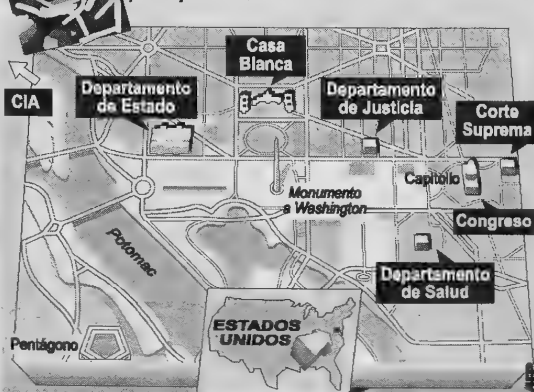 Casa
Blanca
CIA
Departamento
de Estado
Departamento
de Justicia
Corte
Suprema
Capitolio
Monumento
a Washington
Congreso
Potomac
Departamento
de Salud
Pentágono
ESTADOS
UNIDOS